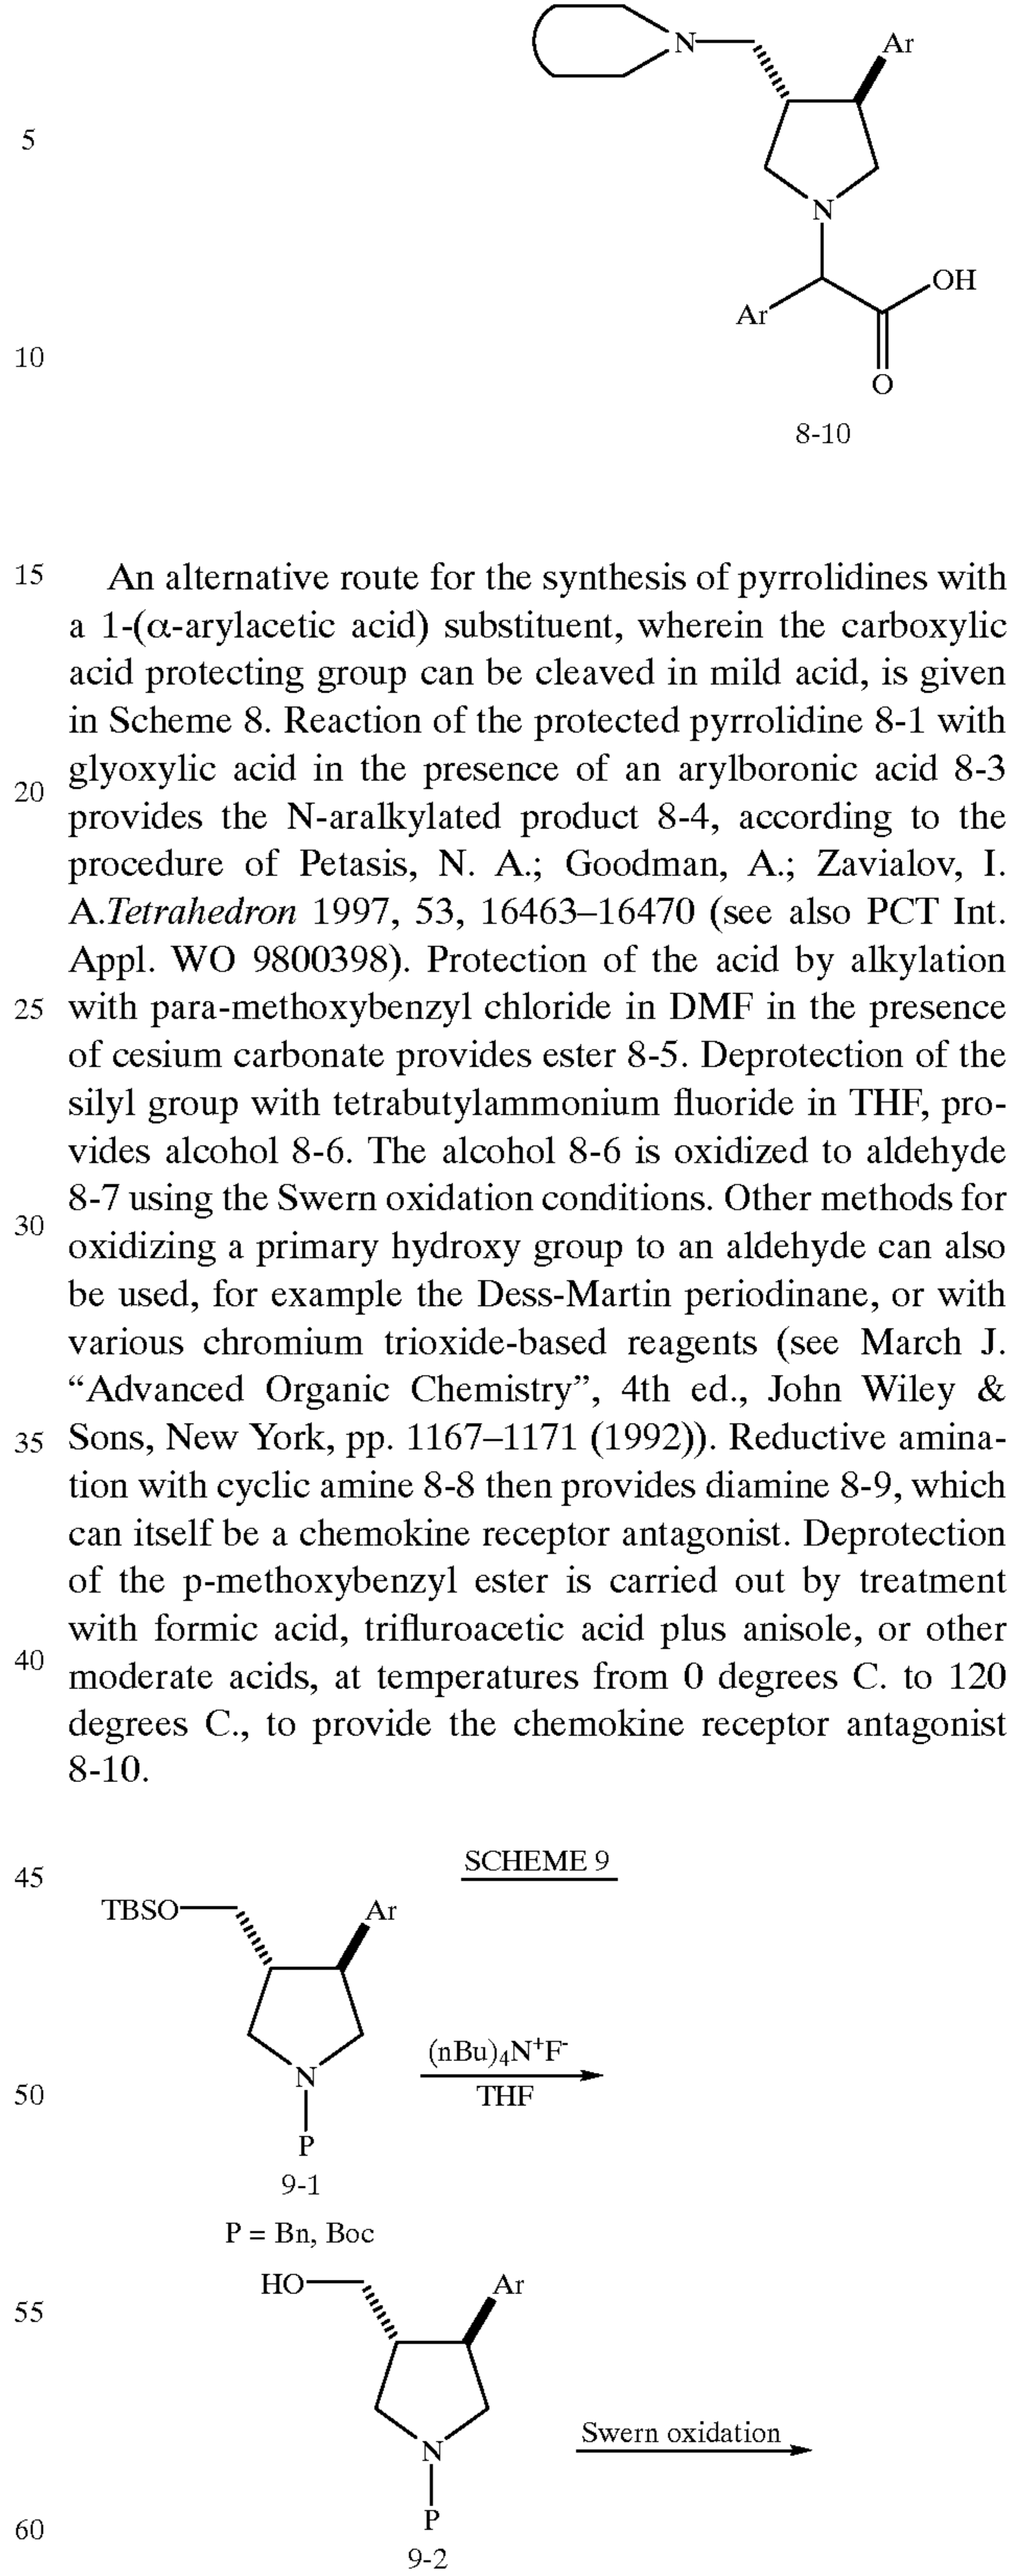 N
Ar
5
N
OH
Ar
10
O
8-10
15 An alternative route for the synthesis of pyrrolidines with
a 1-(α-arylacetic acid) substituent, wherein the carboxylic
acid protecting group can be cleaved in mild acid, is given
in Scheme 8. Reaction of the protected pyrrolidine 8-1 with
20 glyoxylic acid in the presence of an arylboronic acid 8-3
provides the N-aralkylated product 8-4, according to the
procedure of Petasis, N. A.; Goodman, A.; Zavialov, I.
A.Tetrahedron 1997, 53, 16463–16470 (see also PCT Int.
Appl. WO 9800398). Protection of the acid by alkylation
25 with para-methoxybenzyl chloride in DMF in the presence
of cesium carbonate provides ester 8-5. Deprotection of the
silyl group with tetrabutylammonium fluoride in THF, pro-
vides alcohol 8-6. The alcohol 8-6 is oxidized to aldehyde
8-7 using the Swern oxidation conditions. Other methods for
30 oxidizing a primary hydroxy group to an aldehyde can also
be used, for example the Dess-Martin periodinane, or with
various chromium trioxide-based reagents (see March J.
“Advanced Organic Chemistry”, 4th ed., John Wiley &
35 Sons, New York, pp. 1167–1171 (1992)). Reductive amina-
tion with cyclic amine 8-8 then provides diamine 8-9, which
can itself be a chemokine receptor antagonist. Deprotection
of the p-methoxybenzyl ester is carried out by treatment
with formic acid, trifluroacetic acid plus anisole, or other
40 moderate acids, at temperatures from 0 degrees C. to 120
degrees C., to provide the chemokine receptor antagonist
8-10.
SCHEME 9
45
TBSO
Ar
(nBu)₄N⁺F⁻
N
50
THF
P
9-1
P = Bn, Boc
HO
Ar
55
Swern oxidation
N
P
60
9-2